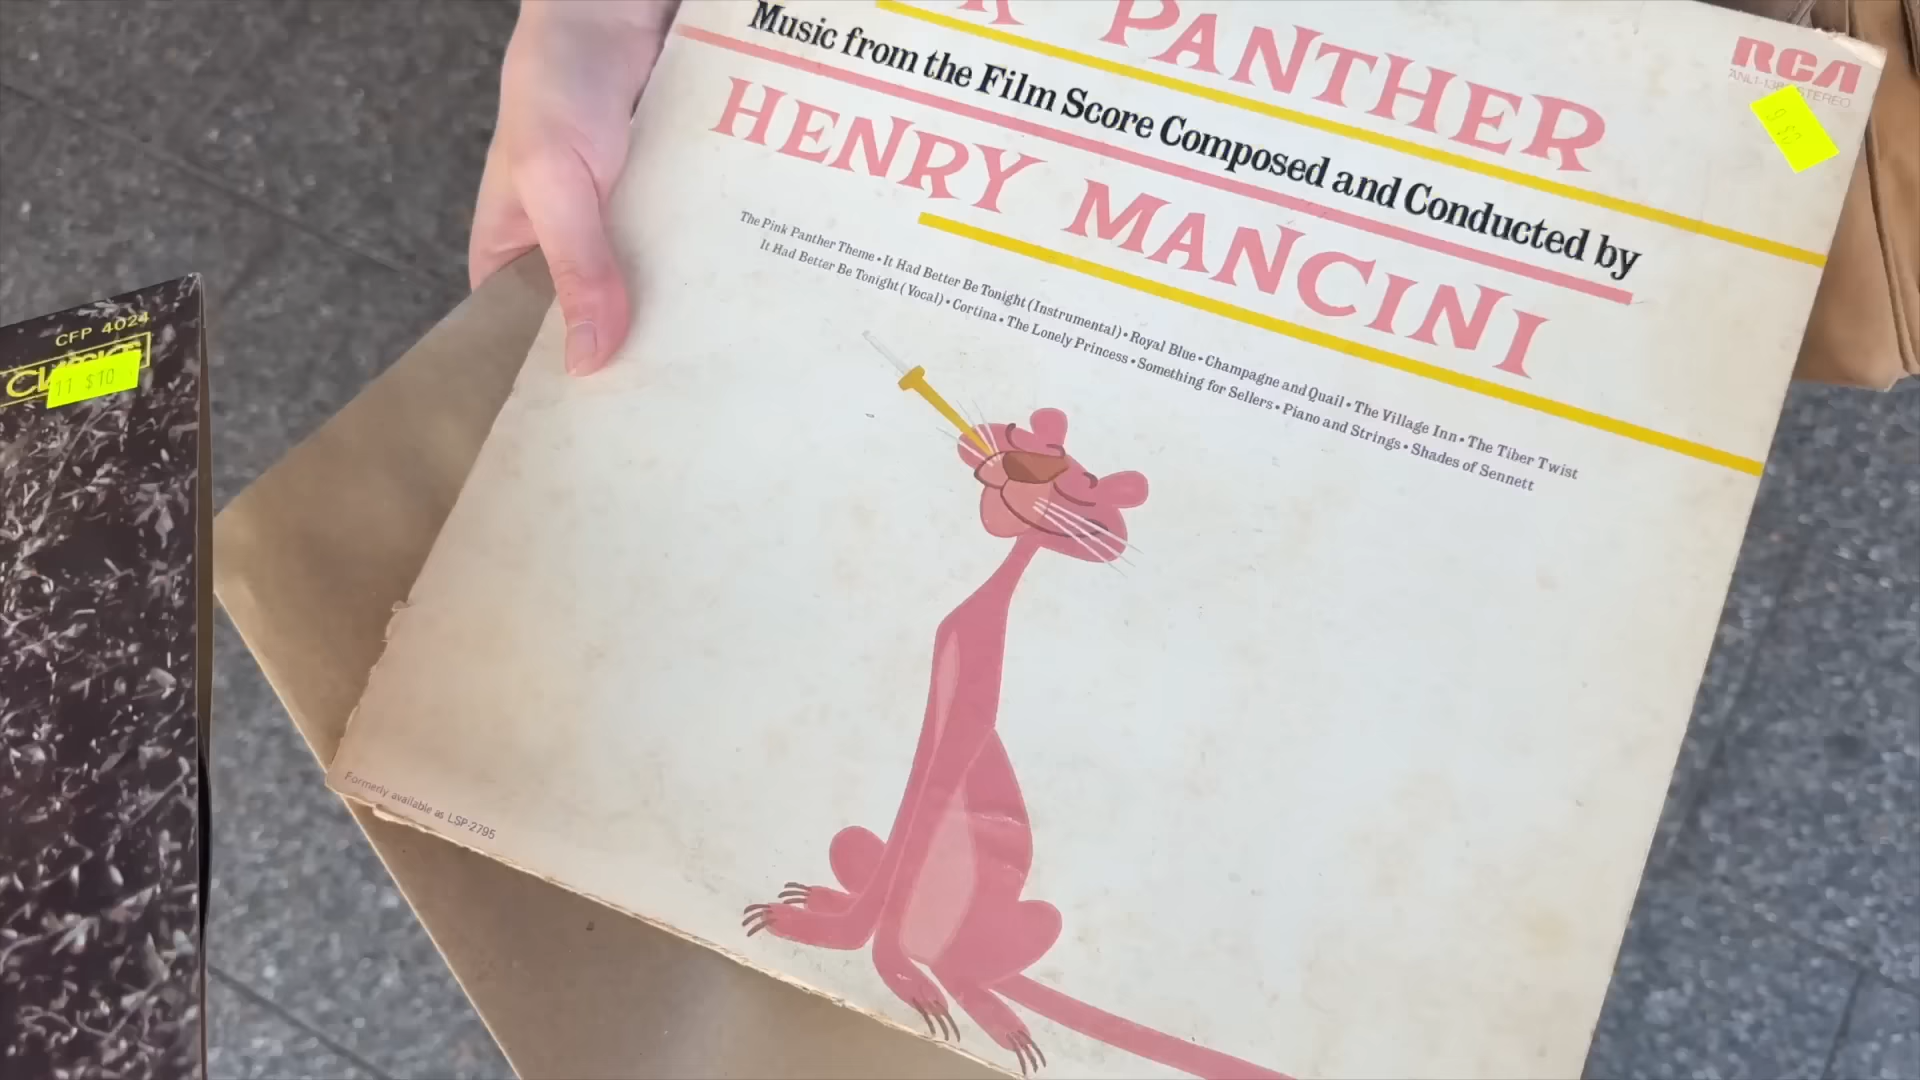 PANTHER
Music from the Film Score Composed and Conducted by
HENRY MANCINI
The Pink Panther Theme • It Had Better Be Tonight (Instrumental) • Royal Blue • Champagne and Quail • The Village Inn • The Tiber Twist
It Had Better Be Tonight (Vocal) • Cortina • The Lonely Princess • Something for Sellers • Piano and Strings • Shades of Sennett
RCA
STEREO
Formerly available as LSP-2795
CFP 4024
11 $10